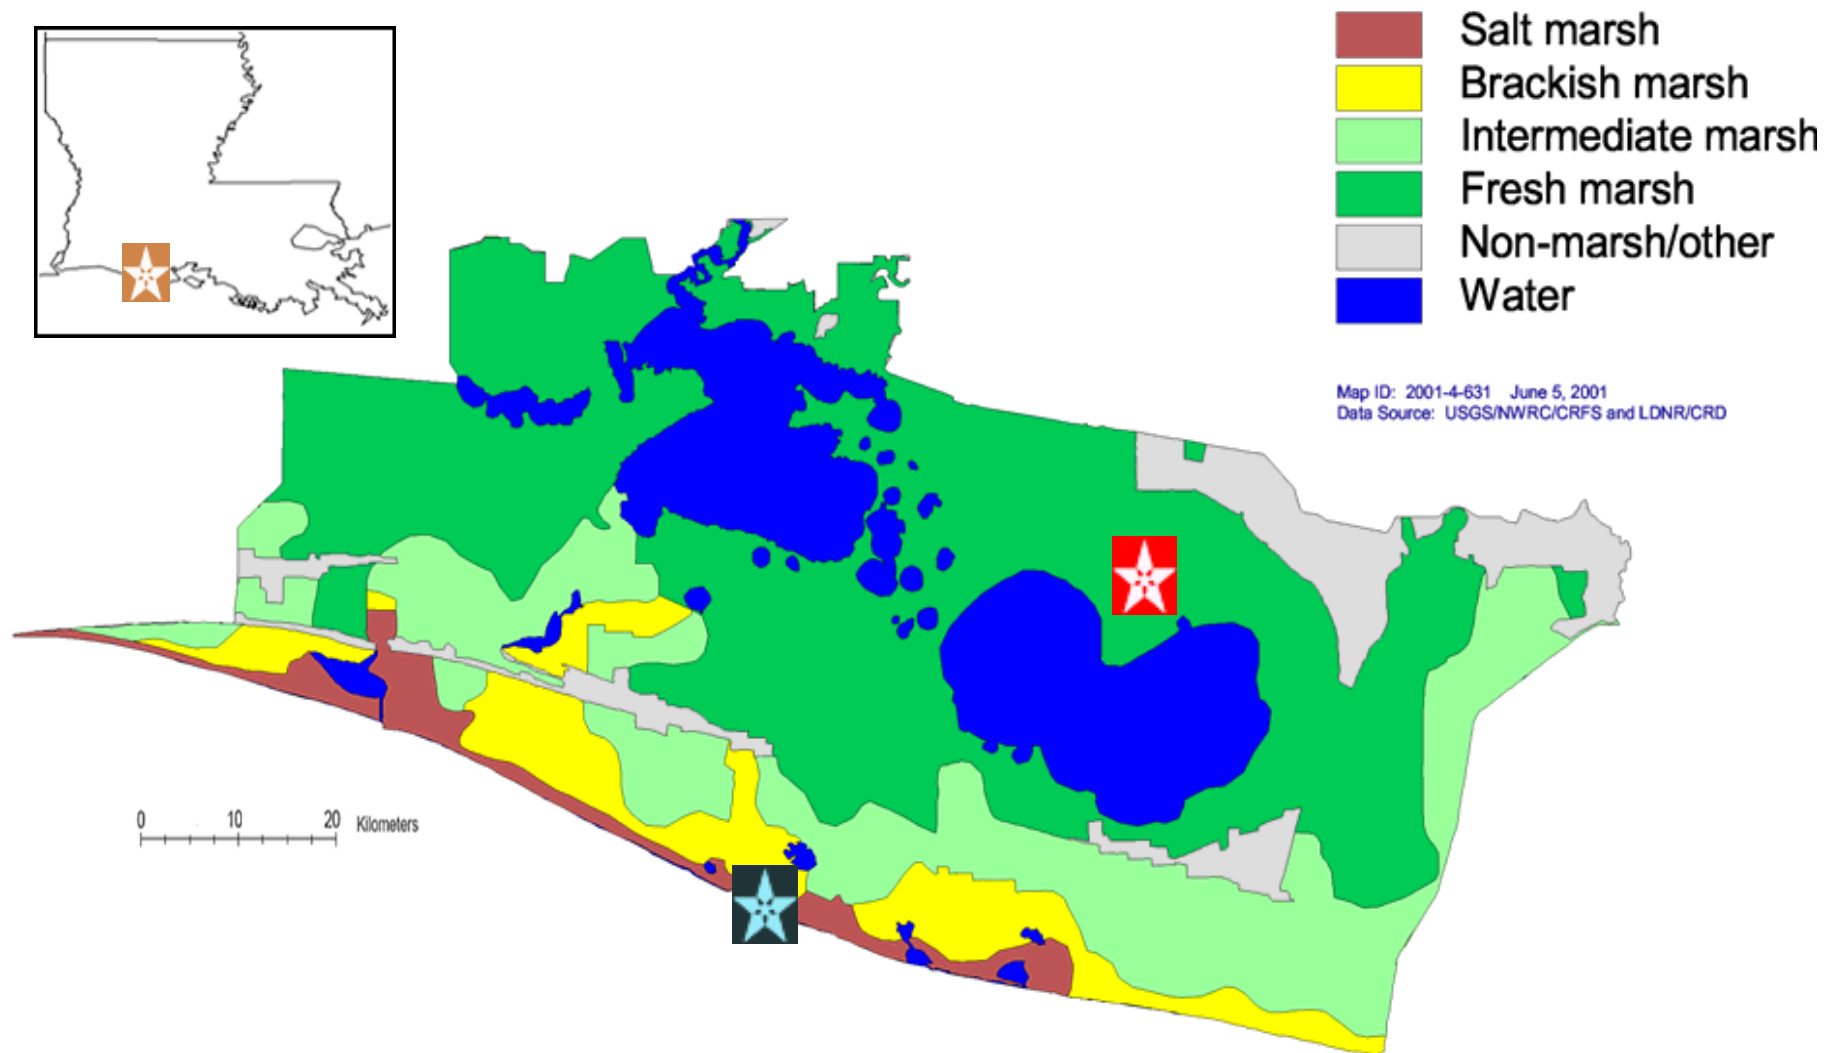 Salt marsh
Brackish marsh
Intermediate marsh
Fresh marsh
Non-marsh/other
Water
Map ID: 2001-4-631 June 5, 2001
Data Source: USGS/NWRC/CRFS and LDNR/CRD
0 10 20 Kilometers